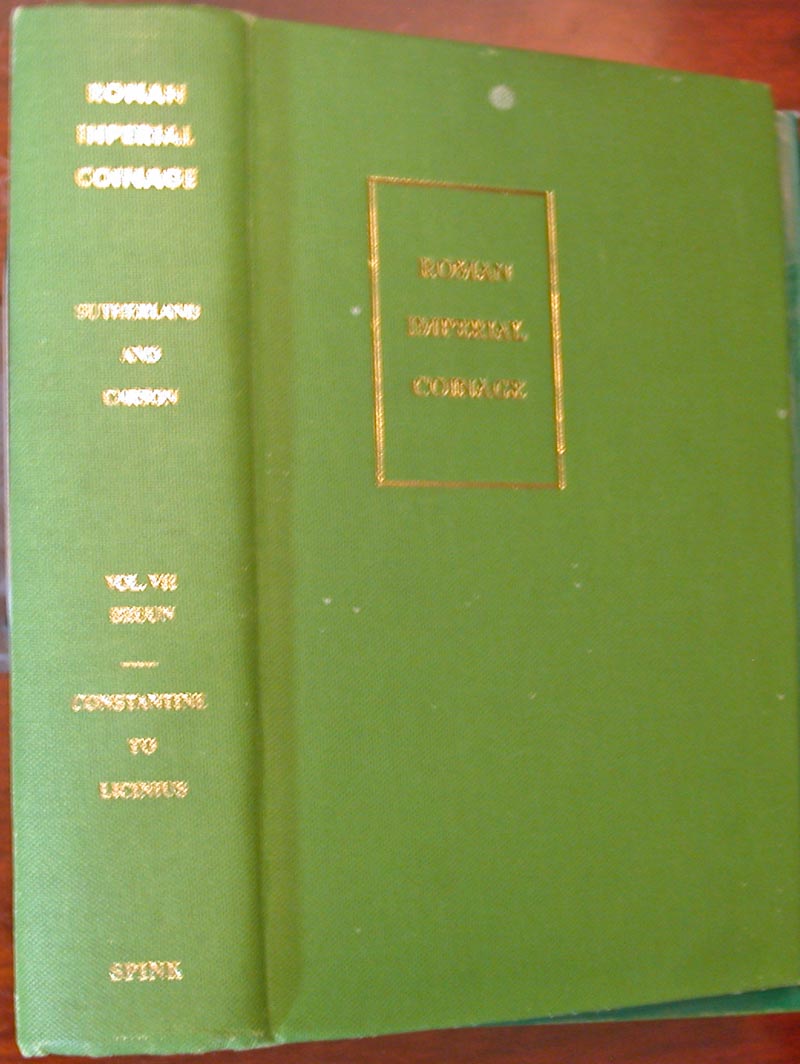 ROMAN
IMPERIAL
COINAGE
SUTHERLAND
AND
CARSON
VOL. VII
BRUUN
CONSTANTINE
TO
LICINIUS
SPINK
ROMAN
IMPERIAL
COINAGE